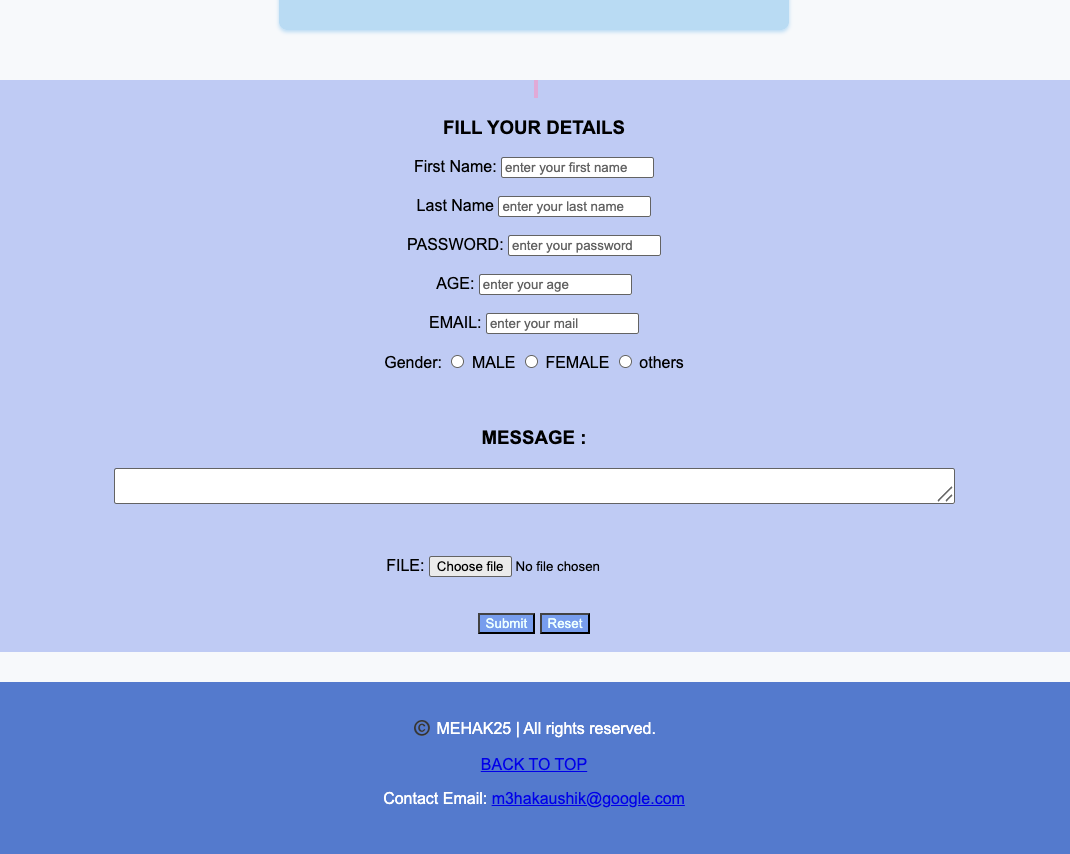 FILL YOUR DETAILS
First Name: enter your first name
Last Name enter your last name
PASSWORD: enter your password
AGE: enter your age
EMAIL: enter your mail
Gender: MALE FEMALE others
MESSAGE :
FILE: Choose file No file chosen
Submit Reset
© MEHAK25 | All rights reserved.
BACK TO TOP
Contact Email: m3hakaushik@google.com